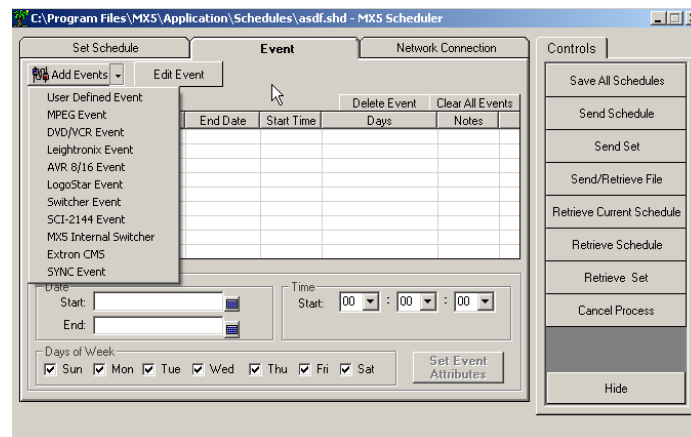 C:\Program Files\MX5\Application\Schedules\asdf.shd - MX5 Scheduler
Set Schedule
Event
Network Connection
Controls
Add Events
Edit Event
User Defined Event
MPEG Event
DVD/VCR Event
Leightronix Event
AVR 8/16 Event
LogoStar Event
Switcher Event
SCI-2144 Event
MX5 Internal Switcher
Extron CMS
SYNC Event
Delete Event
Clear All Events
End Date
Start Time
Days
Notes
Date
Start:
End:
Time
Start:
00 : 00 : 00
Days of Week
Sun Mon Tue Wed Thu Fri Sat
Set Event
Attributes
Save All Schedules
Send Schedule
Send Set
Send/Retrieve File
Retrieve Current Schedule
Retrieve Schedule
Retrieve Set
Cancel Process
Hide